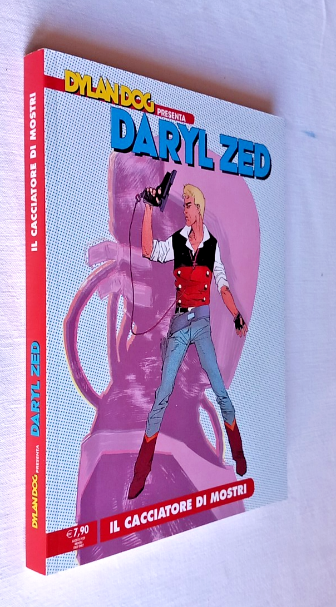 DYLAN DOG
PRESENTA
DARYL ZED
IL CACCIATORE DI MOSTRI
€7,90
IL CACCIATORE DI MOSTRI
DARYL ZED
DYLAN DOG PRESENTA